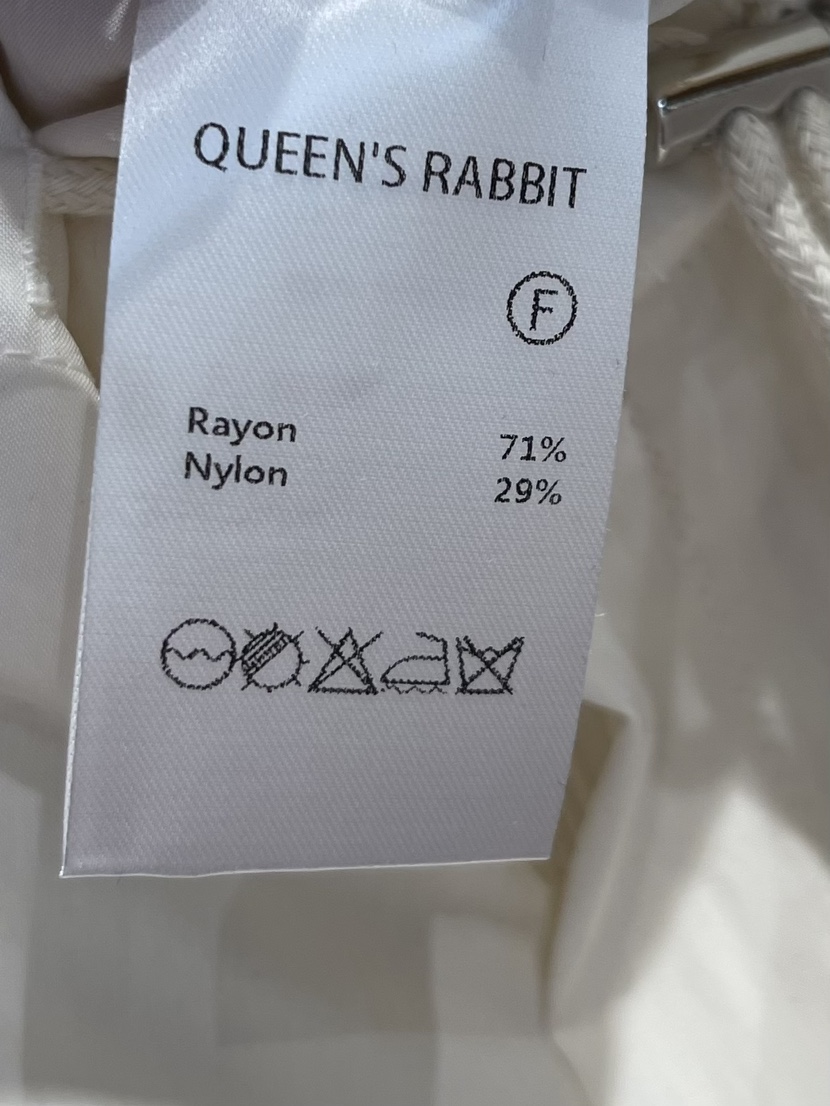 QUEEN'S RABBIT
F
Rayon 71%
Nylon 29%